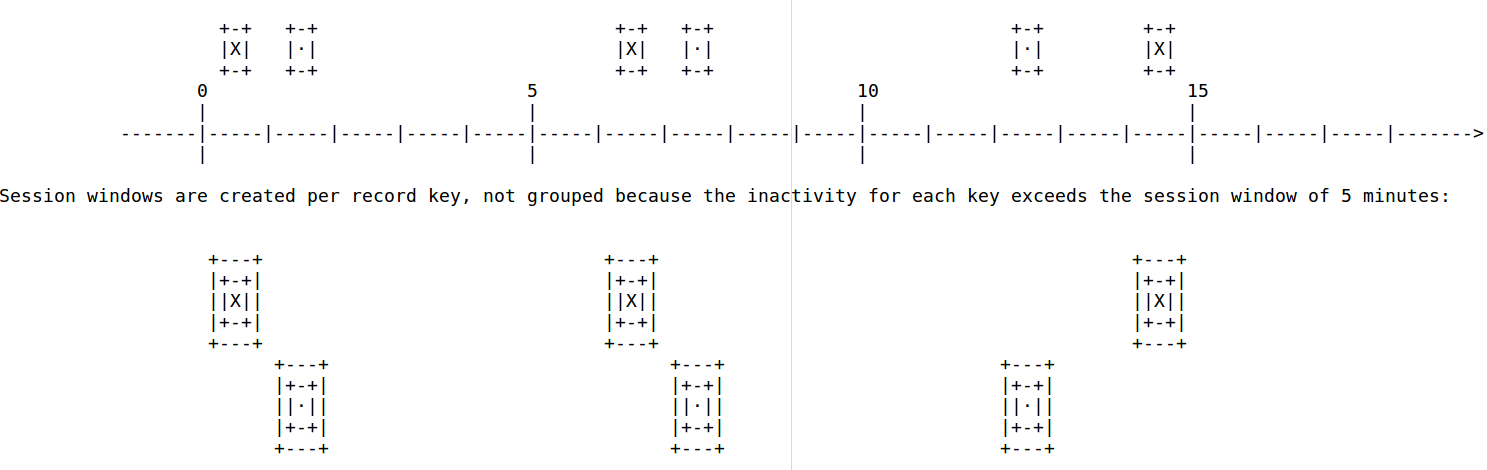 +-+   +-+                           +-+   +-+                           +-+         +-+
                    |X|   |·|                           |X|   |·|                           |·|         |X|
                    +-+   +-+                           +-+   +-+                           +-+         +-+
                  0                             5                             10                            15
                  |                             |                             |                             |
           -------|-----|-----|-----|-----|-----|-----|-----|-----|-----|-----|-----|-----|-----|-----|-----|-----|-----|-----|------->
                  |                             |                             |                             |
Session windows are created per record key, not grouped because the inactivity for each key exceeds the session window of 5 minutes:
                   +---+                               +---+                                           +---+
                   |+-+|                               |+-+|                                           |+-+|
                   ||X||                               ||X||                                           ||X||
                   |+-+|                               |+-+|                                           |+-+|
                   +---+                               +---+                                           +---+
                         +---+                               +---+                         +---+
                         |+-+|                               |+-+|                         |+-+|
                         ||·||                               ||·||                         ||·||
                         |+-+|                               |+-+|                         |+-+|
                         +---+                               +---+                         +---+